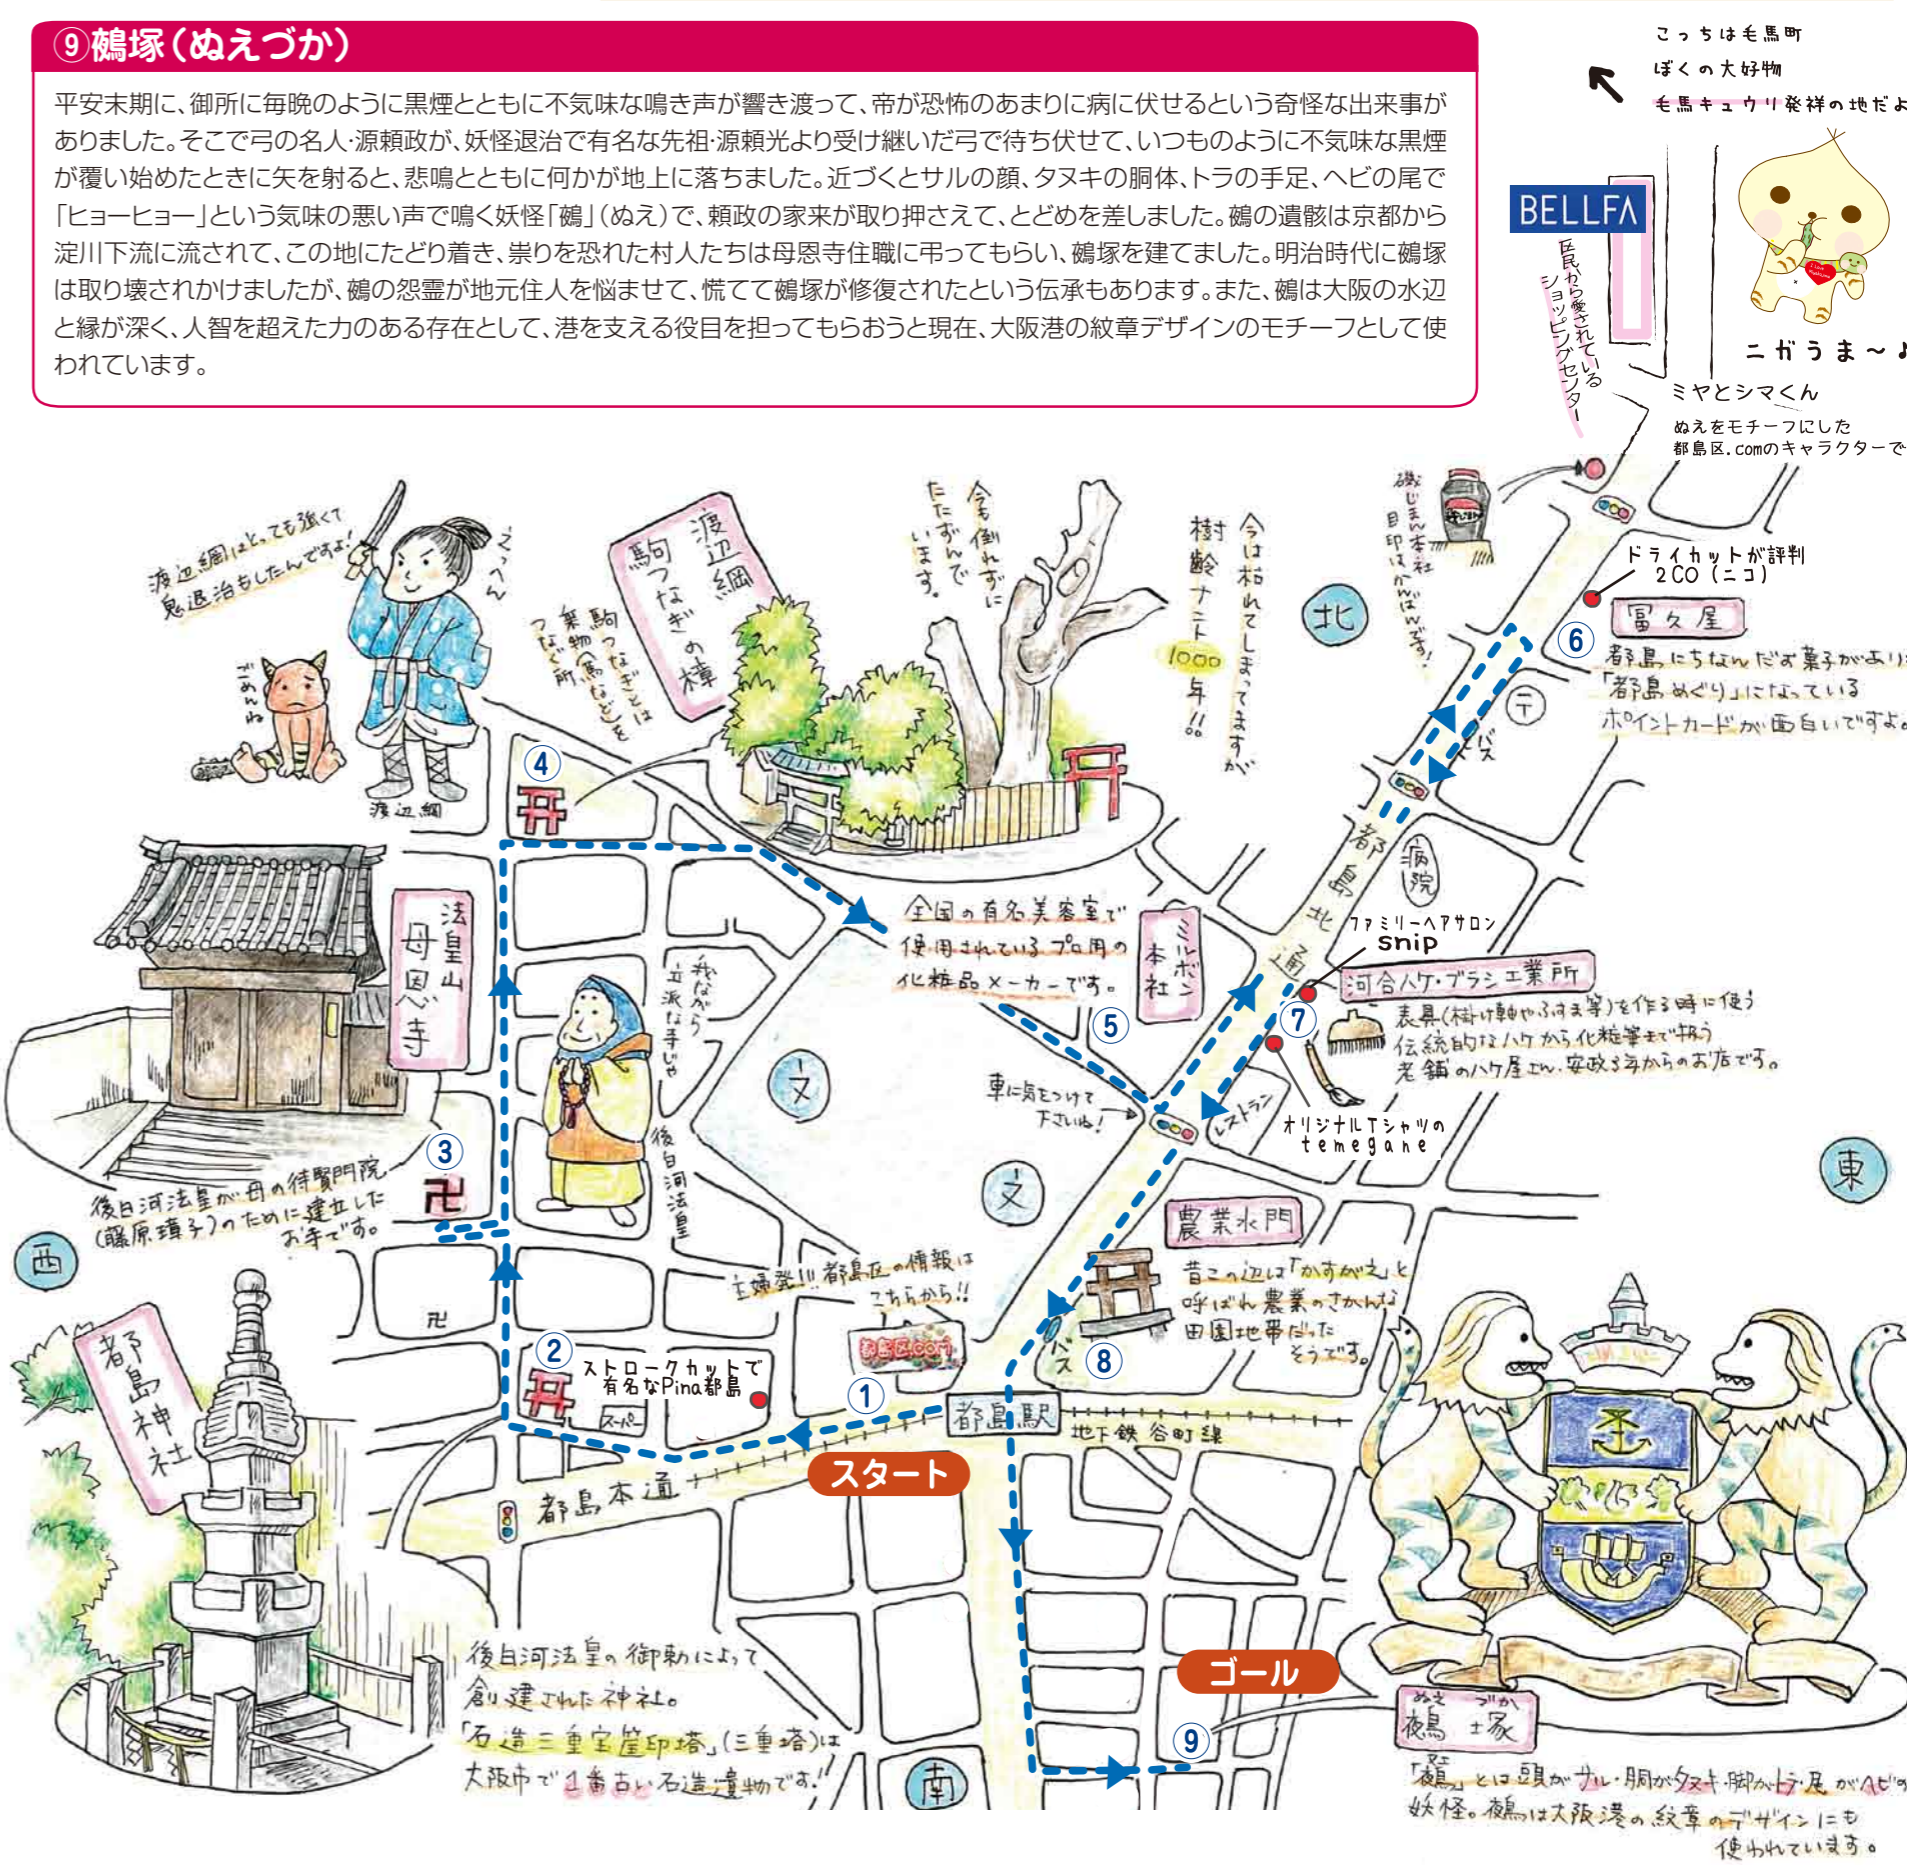 ⑨鵺塚(ぬえづか)
平安末期に、御所に毎晩のように黒煙とともに不気味な鳴き声が響き渡って、帝が恐怖のあまりに病に伏せるという奇怪な出来事が
ありました。そこで弓の名人・源頼政が、妖怪退治で有名な先祖・源頼光より受け継いだ弓で待ち伏せて、いつものように不気味な黒煙
が覆い始めたときに矢を射ると、悲鳴とともに何かが地上に落ちました。近づくとサルの顔、タヌキの胴体、トラの手足、ヘビの尾で
「ヒョーヒョー」という気味の悪い声で鳴く妖怪「鵺」(ぬえ)で、頼政の家来が取り押さえて、とどめを差しました。鵺の遺骸は京都から
淀川下流に流されて、この地にたどり着き、祟りを恐れた村人たちは母恩寺住職に弔ってもらい、鵺塚を建てました。明治時代に鵺塚
は取り壊されかけましたが、鵺の怨霊が地元住人を悩ませて、慌てて鵺塚が修復されたという伝承もあります。また、鵺は大阪の水辺
と縁が深く、人智を超えた力のある存在として、港を支える役目を担ってもらおうと現在、大阪港の紋章デザインのモチーフとして使
われています。
こっちは毛馬町
ぼくの大好物
毛馬キュウリ発祥の地だよ
BELLFA
区民から愛されている
ショッピングセンター
ニガうま〜♪
ミヤとシマくん
ぬえをモチーフにした
都島区.comのキャラクターで
渡辺綱はとっても強くて
鬼退治もしたんですよ!
えっへん
ごめんね
渡辺綱
渡辺綱
駒つなぎの樟
駒つなぎとは
乗物(馬など)を
つなぐ所
今も倒れずに
たたずんで
います。
今は枯れてしまってますが
樹齢ナント
1000
年!!
北
磯じまん本社
目印はかんばんです!
ドライカットが評判
2CO(ニコ)
冨久屋
⑥
都島にちなんだお菓子があり
「都島めぐり」になっている
ポイントカードが面白いですよ
〒
バス
④
法皇山
母恩寺
全国の有名美容室で
使用されているプロ用の
化粧品メーカーです。
ミルボン
本社
⑤
都島北通
病院
ファミリーヘアサロン
snip
河合ハケ・ブラシ工業所
⑦
表具(掛け軸やふすま等)を作る時に使う
伝統的なハケから化粧筆まで扱う
老舗のハケ屋さん。安政3年からのお店です。
オリジナルTシャツの
temegane
レストラン
車に気をつけて
下さいね!
我ながら
立派な寺じゃ
後白河法皇
文
文
③
卍
後白河法皇が母の待賢門院
(藤原璋子)のために建立した
お寺です。
西
東
農業水門
昔この辺は「かすがえ」と
呼ばれ農業のさかんな
田園地帯だった
そうです。
⑧
バス
主婦発!!!都島区の情報は
こちらから!!
都島区.com
卍
②
ストロークカットで
有名なPina都島
スーパー
①
都島駅
地下鉄 谷町線
スタート
都島本通
都島神社
後白河法皇の御勅によって
創建された神社。
「石造三重宝篋印塔」(三重塔)は
大阪市で1番古い石造遺物です!!
南
ゴール
⑨
ぬえ づか
鵺 塚
ヌエ
「鵺」とは頭がサル・胴がタヌキ・脚がトラ・尾がヘビの
妖怪。鵺は大阪港の紋章のデザインにも
使われています。